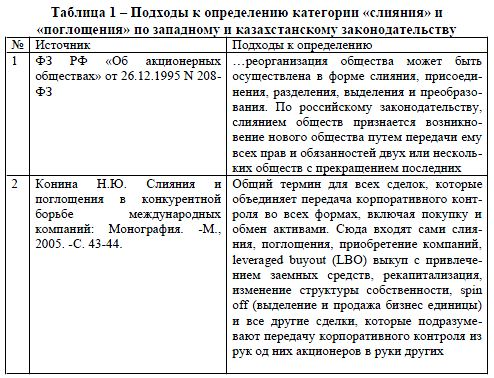 Таблица 1 – Подходы к определению категории «слияния» и
«поглощения» по западному и казахстанскому законодательству
№ Источник Подходы к определению
1 ФЗ РФ «Об акционерных
обществах» от 26.12.1995 N 208-
ФЗ
…реорганизация общества может быть
осуществлена в форме слияния, присоеди-
нения, разделения, выделения и преобразо-
вания. По российскому законодательству,
слиянием обществ признается возникно-
вение нового общества путем передачи ему
всех прав и обязанностей двух или несколь-
ких обществ с прекращением последних
2 Конина Н.Ю. Слияния и
поглощения в конкурентной
борьбе международных
компаний: Монография. -М.,
2005. -С. 43-44.
Общий термин для всех сделок, которые
объединяет передача корпоративного конт-
роля во всех формах, включая покупку и
обмен активами. Сюда входят сами слия-
ния, поглощения, приобретение компаний,
leveraged buyout (LBO) выкуп с привлече-
нием заемных средств, рекапитализация,
изменение структуры собственности, spin
off (выделение и продажа бизнес единицы)
и все другие сделки, которые подразуме-
вают передачу корпоративного контроля из
рук од них акционеров в руки других